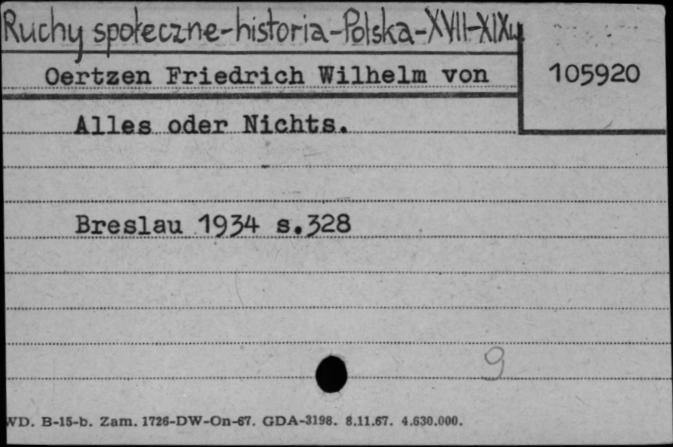 Ruchy społeczne-historia-Polska-XVII-XIXw
Oertzen Friedrich Wilhelm von
105920
Alles oder Nichts.
Breslau 1934 s.328
9
WD. B-15-b. Zam. 1726-DW-On-67. GDA-3198. 8.11.67. 4.630.000.